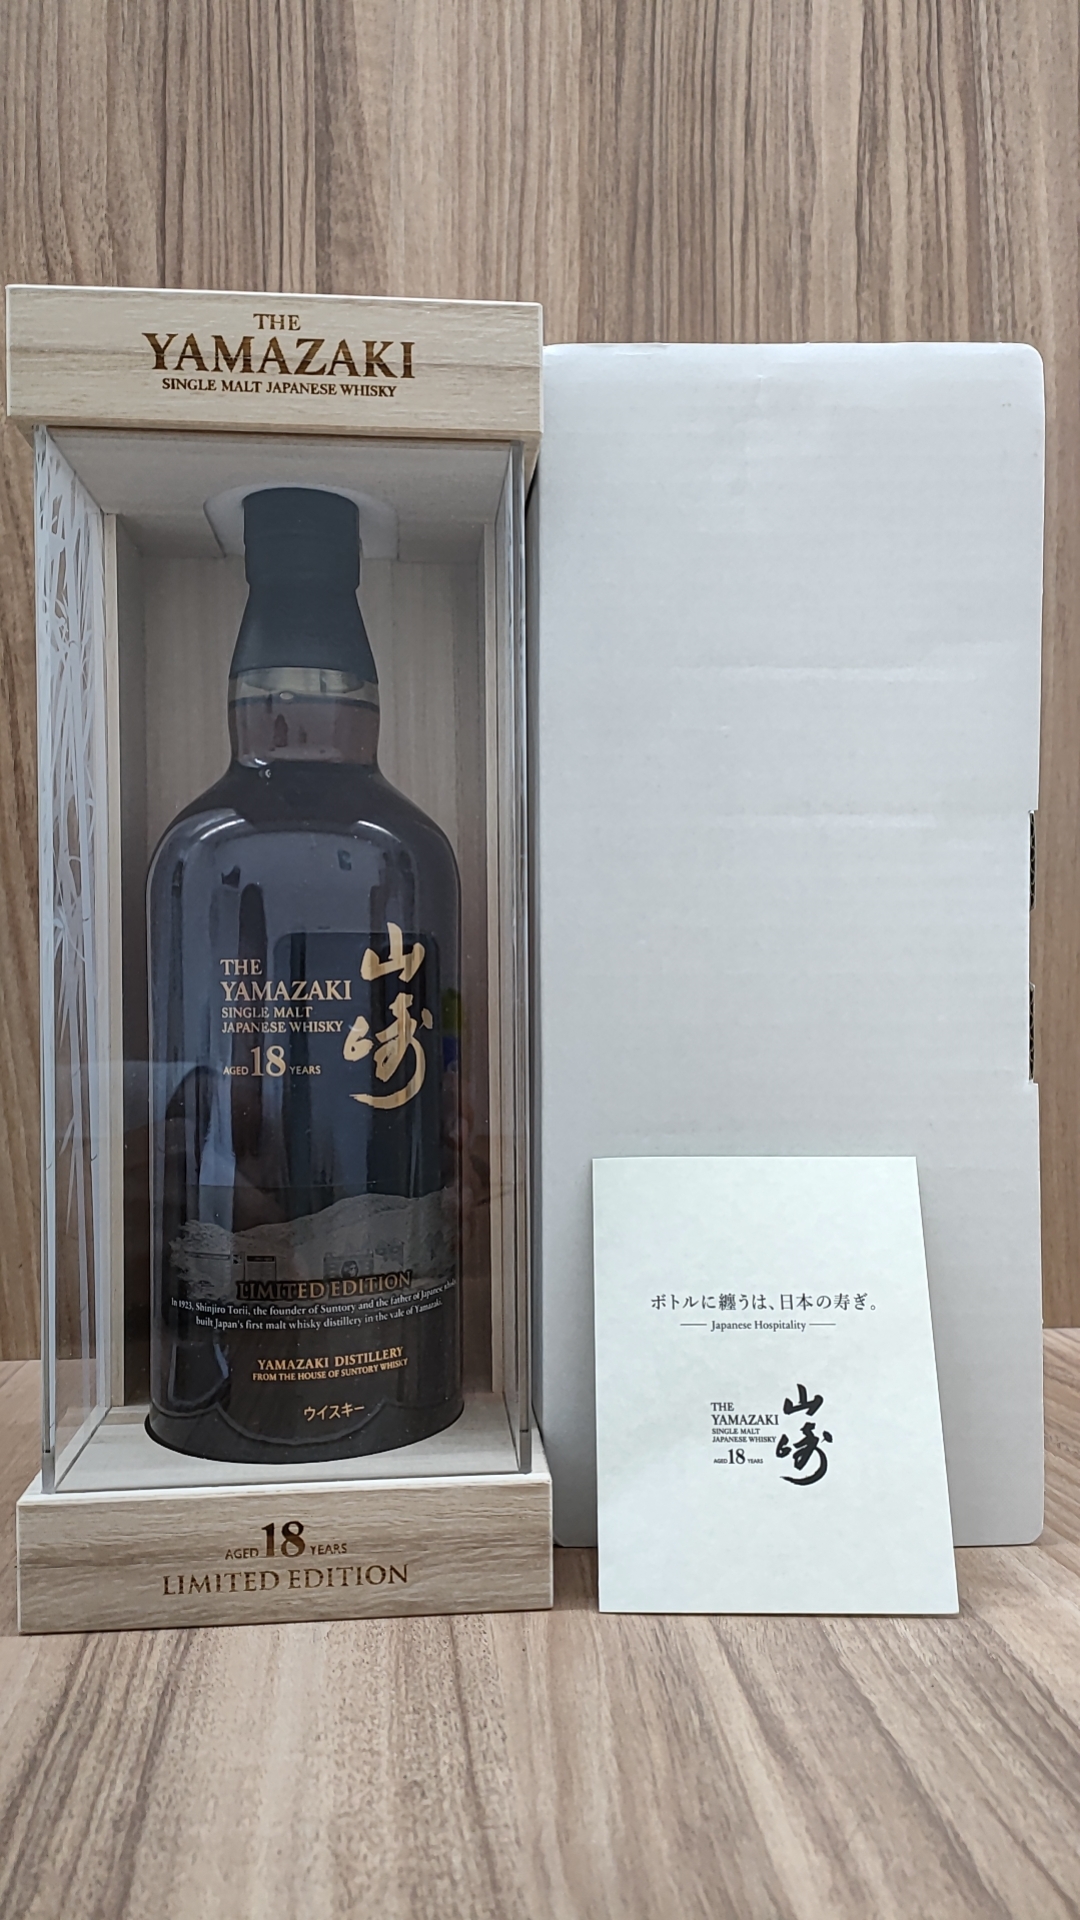 THE
YAMAZAKI
SINGLE MALT JAPANESE WHISKY
THE
YAMAZAKI
SINGLE MALT
JAPANESE WHISKY
AGED 18 YEARS
山崎
LIMITED EDITION
In 1923, Shinjiro Torii, the founder of Suntory and the father of Japanese whisky
built Japan's first malt whisky distillery in the vale of Yamazaki.
YAMAZAKI DISTILLERY
FROM THE HOUSE OF SUNTORY WHISKY
ウイスキー
AGED 18 YEARS
LIMITED EDITION
ボトルに纏うは、日本の寿ぎ。
Japanese Hospitality
THE
YAMAZAKI
SINGLE MALT
JAPANESE WHISKY
AGED 18 YEARS
山崎